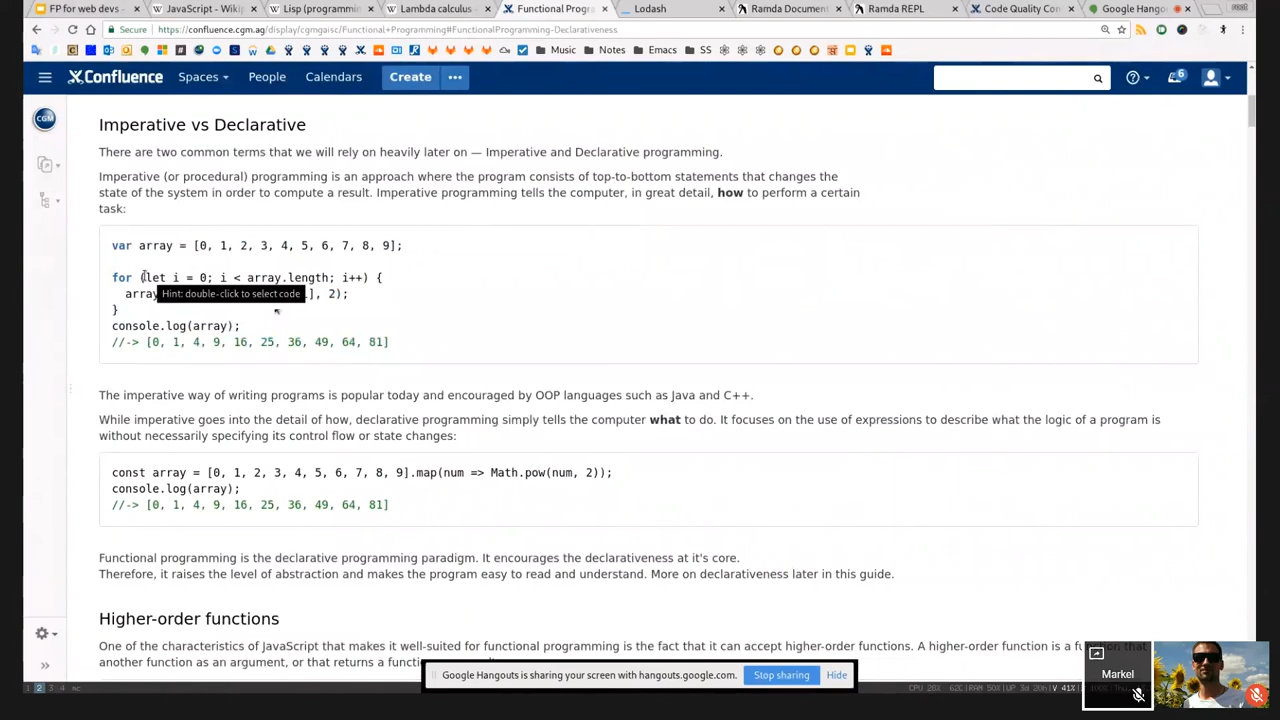 FP for web devs -
JavaScript - Wikip
Lisp (programmin
Lambda calculus -
Functional Progra
Lodash
Ramda Document
Ramda REPL
Code Quality Con
Google Hangou
Secure
https://confluence.cgm.ag/display/cgmgaisc/Functional+Programming#FunctionalProgramming-Declarativeness
Music
Notes
Emacs
SS
Confluence
Spaces
People
Calendars
Create
6
CGM
Imperative vs Declarative
There are two common terms that we will rely on heavily later on — Imperative and Declarative programming.
Imperative (or procedural) programming is an approach where the program consists of top-to-bottom statements that changes the
state of the system in order to compute a result. Imperative programming tells the computer, in great detail, how to perform a certain
task:
var array = [0, 1, 2, 3, 4, 5, 6, 7, 8, 9];
for (let i = 0; i < array.length; i++) {
array
Hint: double-click to select code
], 2);
}
console.log(array);
//-> [0, 1, 4, 9, 16, 25, 36, 49, 64, 81]
The imperative way of writing programs is popular today and encouraged by OOP languages such as Java and C++.
While imperative goes into the detail of how, declarative programming simply tells the computer what to do. It focuses on the use of expressions to describe what the logic of a program is
without necessarily specifying its control flow or state changes:
const array = [0, 1, 2, 3, 4, 5, 6, 7, 8, 9].map(num => Math.pow(num, 2));
console.log(array);
//-> [0, 1, 4, 9, 16, 25, 36, 49, 64, 81]
Functional programming is the declarative programming paradigm. It encourages the declarativeness at it's core.
Therefore, it raises the level of abstraction and makes the program easy to read and understand. More on declarativeness later in this guide.
Higher-order functions
One of the characteristics of JavaScript that makes it well-suited for functional programming is the fact that it can accept higher-order functions. A higher-order function is a that
another function as an argument, or that returns a
Google Hangouts is sharing your screen with hangouts.google.com.
Stop sharing
Hide
Markel
1 2 3 4 mc